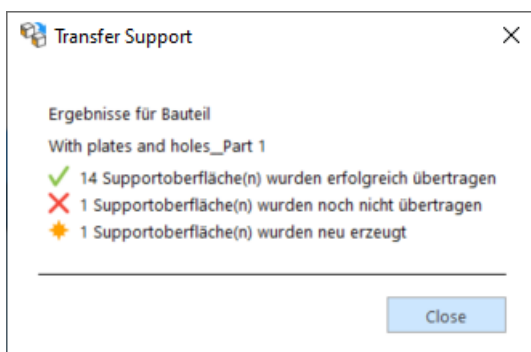 Transfer Support
Ergebnisse für Bauteil
With plates and holes_Part 1
14 Supportoberfläche(n) wurden erfolgreich übertragen
1 Supportoberfläche(n) wurden noch nicht übertragen
1 Supportoberfläche(n) wurden neu erzeugt
Close